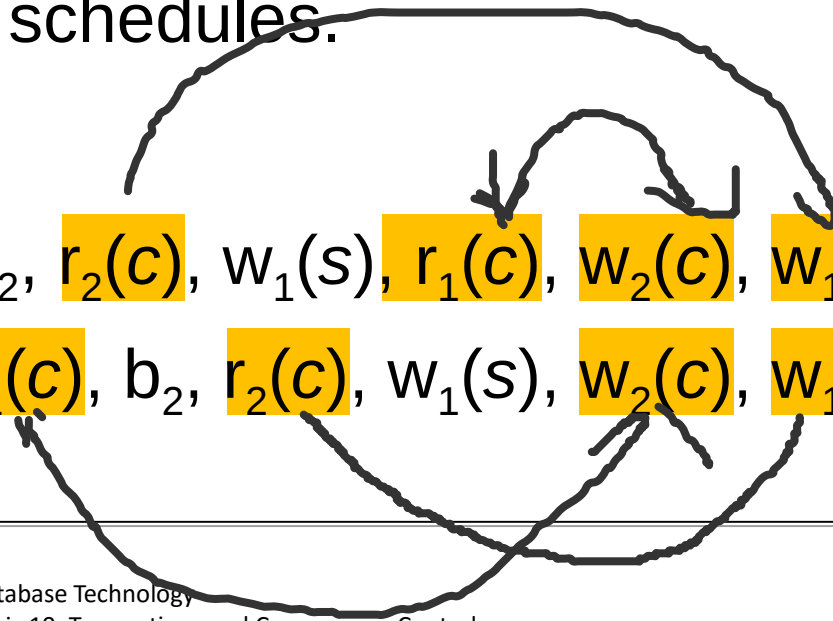 schedules.
2, r2(c), w1(s), r1(c), w2(c), w1
(c), b2, r2(c), w1(s), w2(c), w1
tabase Technology